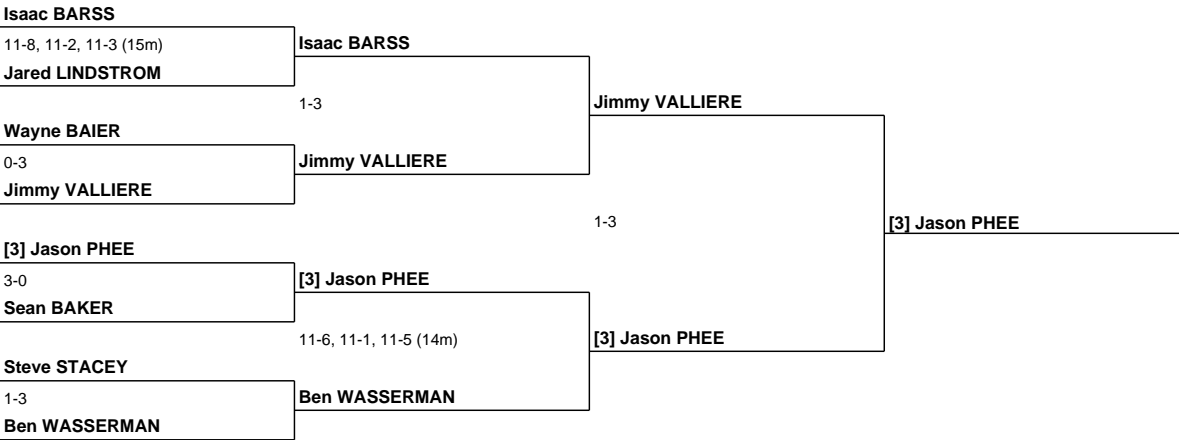 Isaac BARSS
11-8, 11-2, 11-3 (15m)
Jared LINDSTROM
Wayne BAIER
0-3
Jimmy VALLIERE
[3] Jason PHEE
3-0
Sean BAKER
Steve STACEY
1-3
Ben WASSERMAN
Isaac BARSS
1-3
Jimmy VALLIERE
[3] Jason PHEE
11-6, 11-1, 11-5 (14m)
Ben WASSERMAN
Jimmy VALLIERE
1-3
[3] Jason PHEE
[3] Jason PHEE